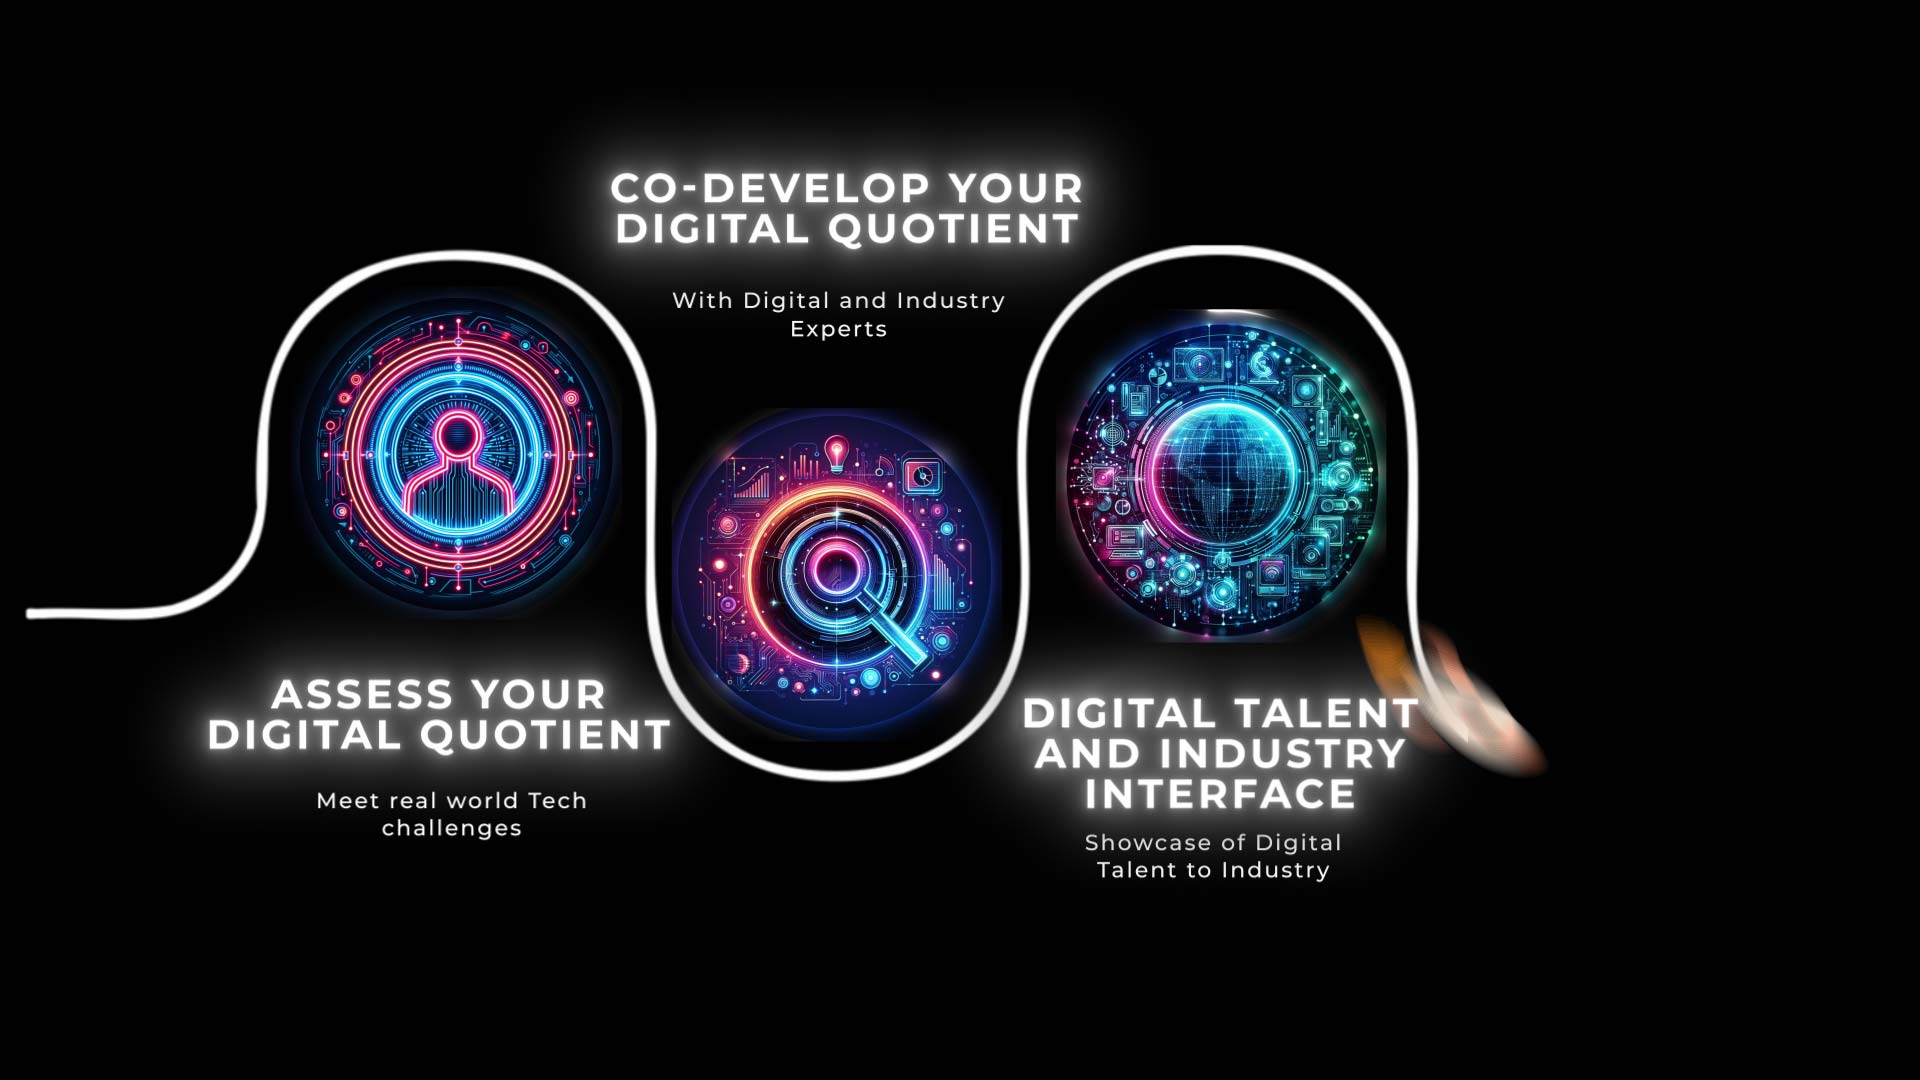 CO-DEVELOP YOUR
DIGITAL QUOTIENT
With Digital and Industry
Experts
ASSESS YOUR
DIGITAL QUOTIENT
Meet real world Tech
challenges
DIGITAL TALENT
AND INDUSTRY
INTERFACE
Showcase of Digital
Talent to Industry